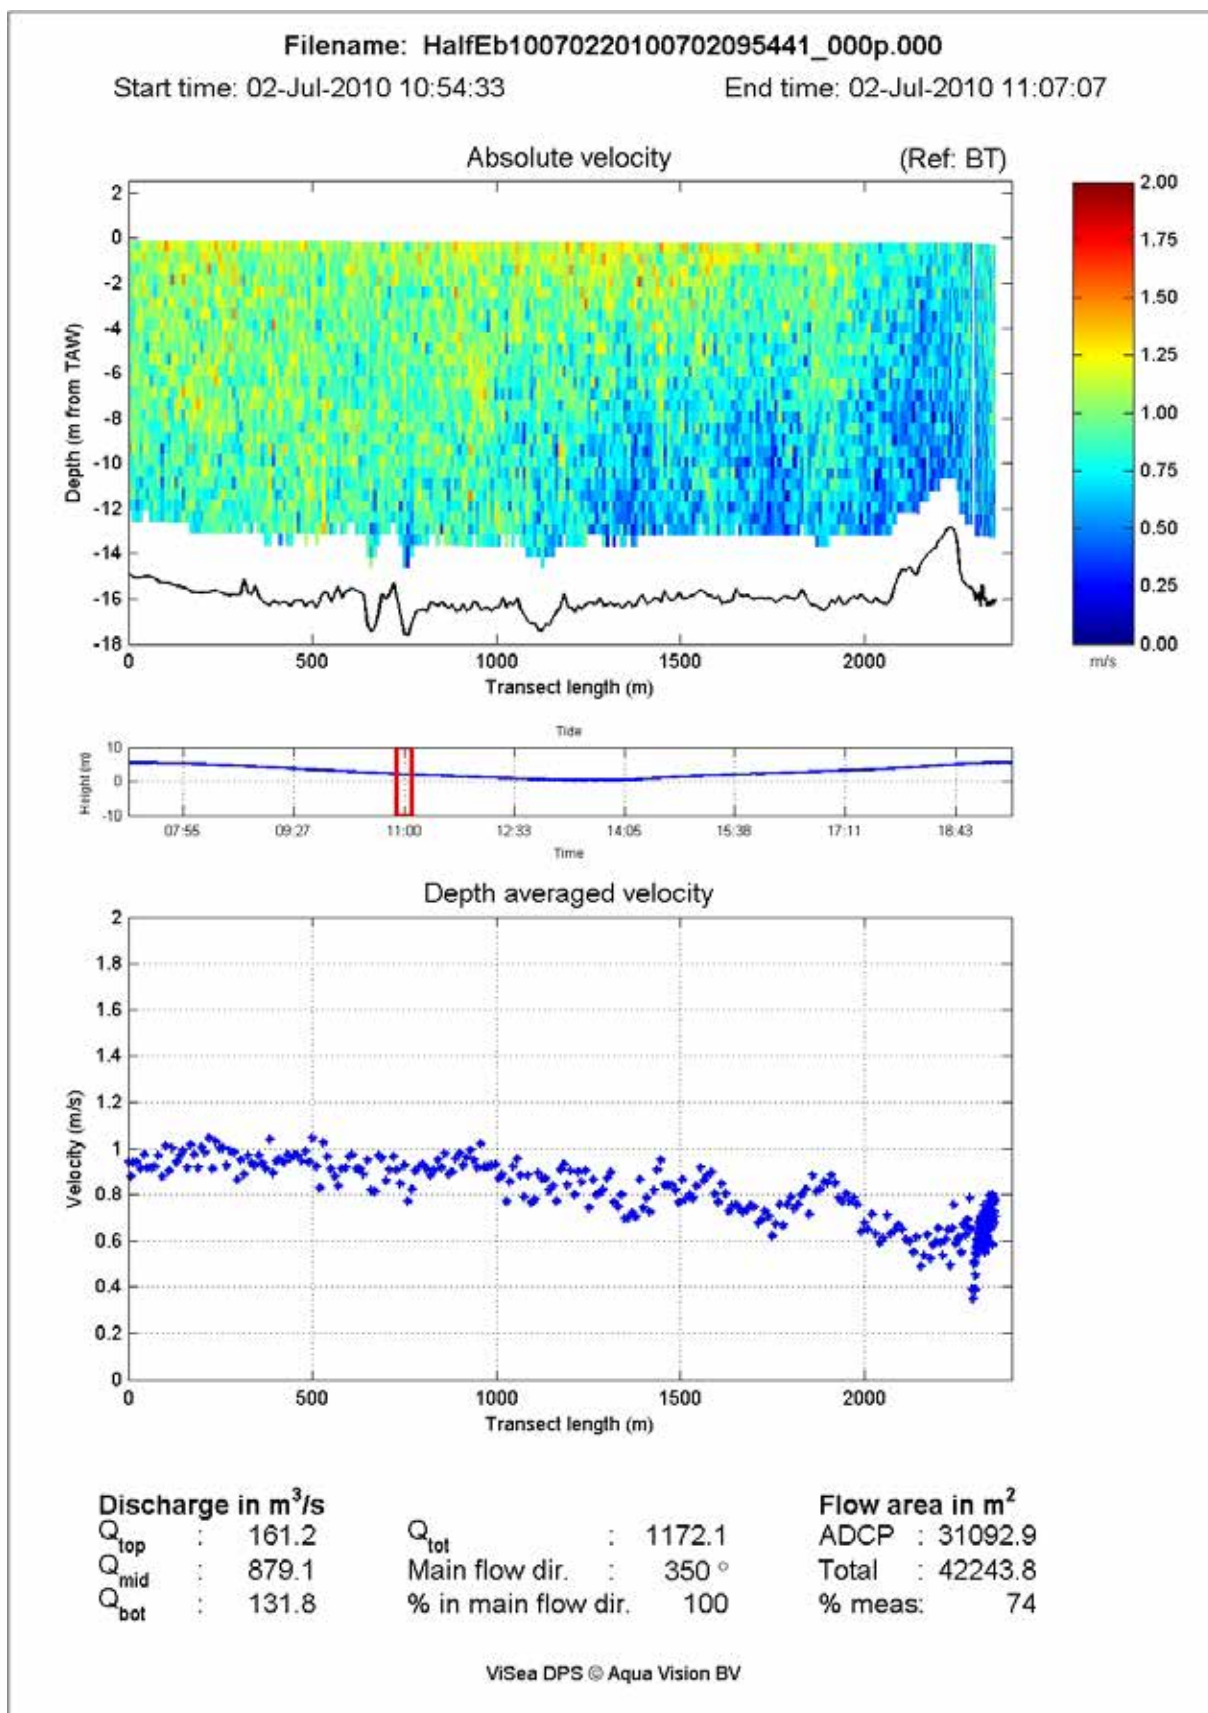 Filename: HalfEb10070220100702095441_000p.000
Start time: 02-Jul-2010 10:54:33 End time: 02-Jul-2010 11:07:07
Absolute velocity (Ref: BT)
Depth (m from TAW)
2
0
-2
-4
-6
-8
-10
-12
-14
-16
-18
0 500 1000 1500 2000
Transect length (m)
2.00
1.75
1.50
1.25
1.00
0.75
0.50
0.25
0.00
m/s
Tide
Height (m)
10
0
-10
07:55 09:27 11:00 12:33 14:05 15:38 17:11 18:43
Time
Depth averaged velocity
Velocity (m/s)
2
1.8
1.6
1.4
1.2
1
0.8
0.6
0.4
0.2
0
0 500 1000 1500 2000
Transect length (m)
Discharge in m³/s Flow area in m²
Qtop : 161.2 Qtot : 1172.1 ADCP : 31092.9
Qmid : 879.1 Main flow dir. : 350 ° Total : 42243.8
Qbot : 131.8 % in main flow dir. 100 % meas: 74
ViSea DPS © Aqua Vision BV